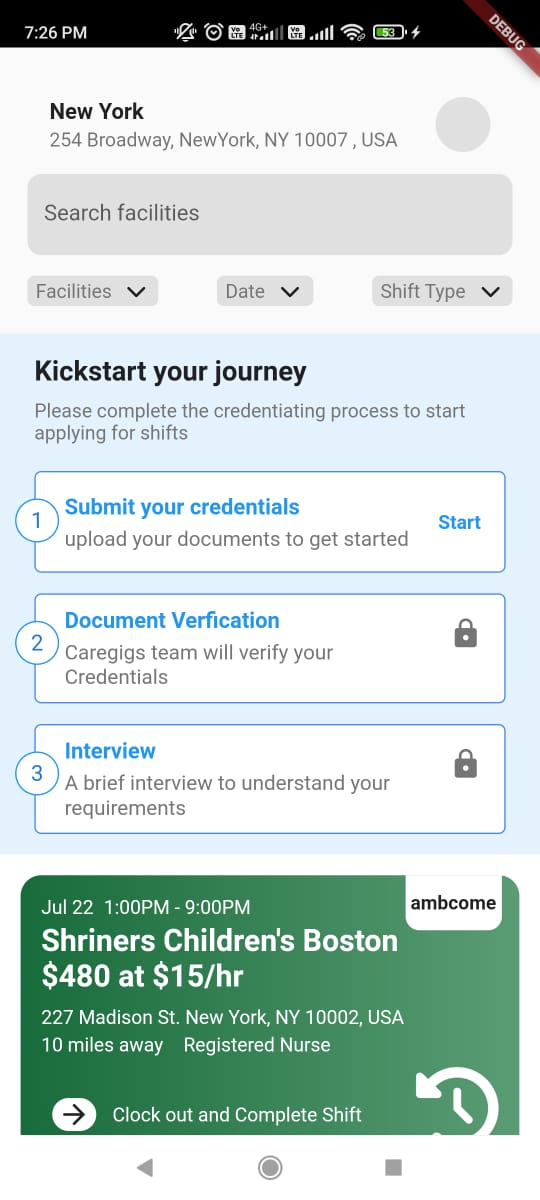 7:26 PM
Vo LTE 4G+ Vo LTE 53
DEBUG
New York
254 Broadway, NewYork, NY 10007 , USA
Search facilities
Facilities Date Shift Type
Kickstart your journey
Please complete the credentiating process to start
applying for shifts
1
Submit your credentials
upload your documents to get started
Start
2
Document Verfication
Caregigs team will verify your
Credentials
3
Interview
A brief interview to understand your
requirements
Jul 22 1:00PM - 9:00PM
ambcome
Shriners Children's Boston
$480 at $15/hr
227 Madison St. New York, NY 10002, USA
10 miles away Registered Nurse
Clock out and Complete Shift